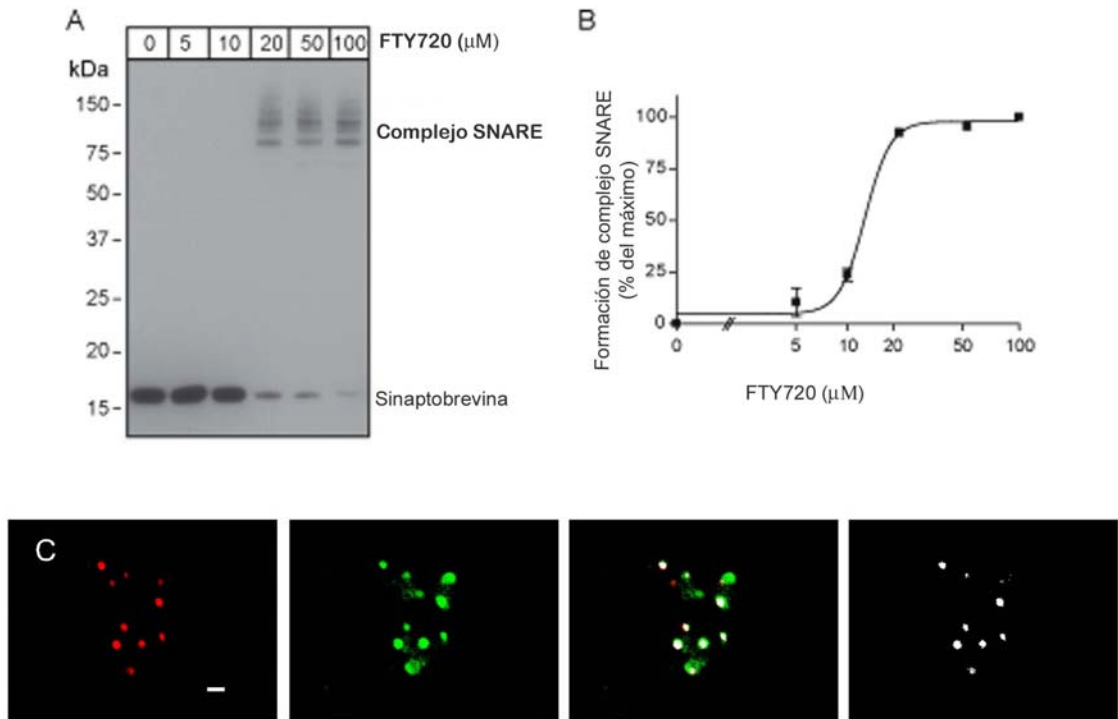 A
0 5 10 20 50 100 FTY720 (µM)
kDa
150
75
50
37
25
20
15
Complejo SNARE
Sinaptobrevina
B
Formación de complejo SNARE
(% del máximo)
100
75
50
25
0
0 5 10 20 50 100
FTY720 (µM)
C